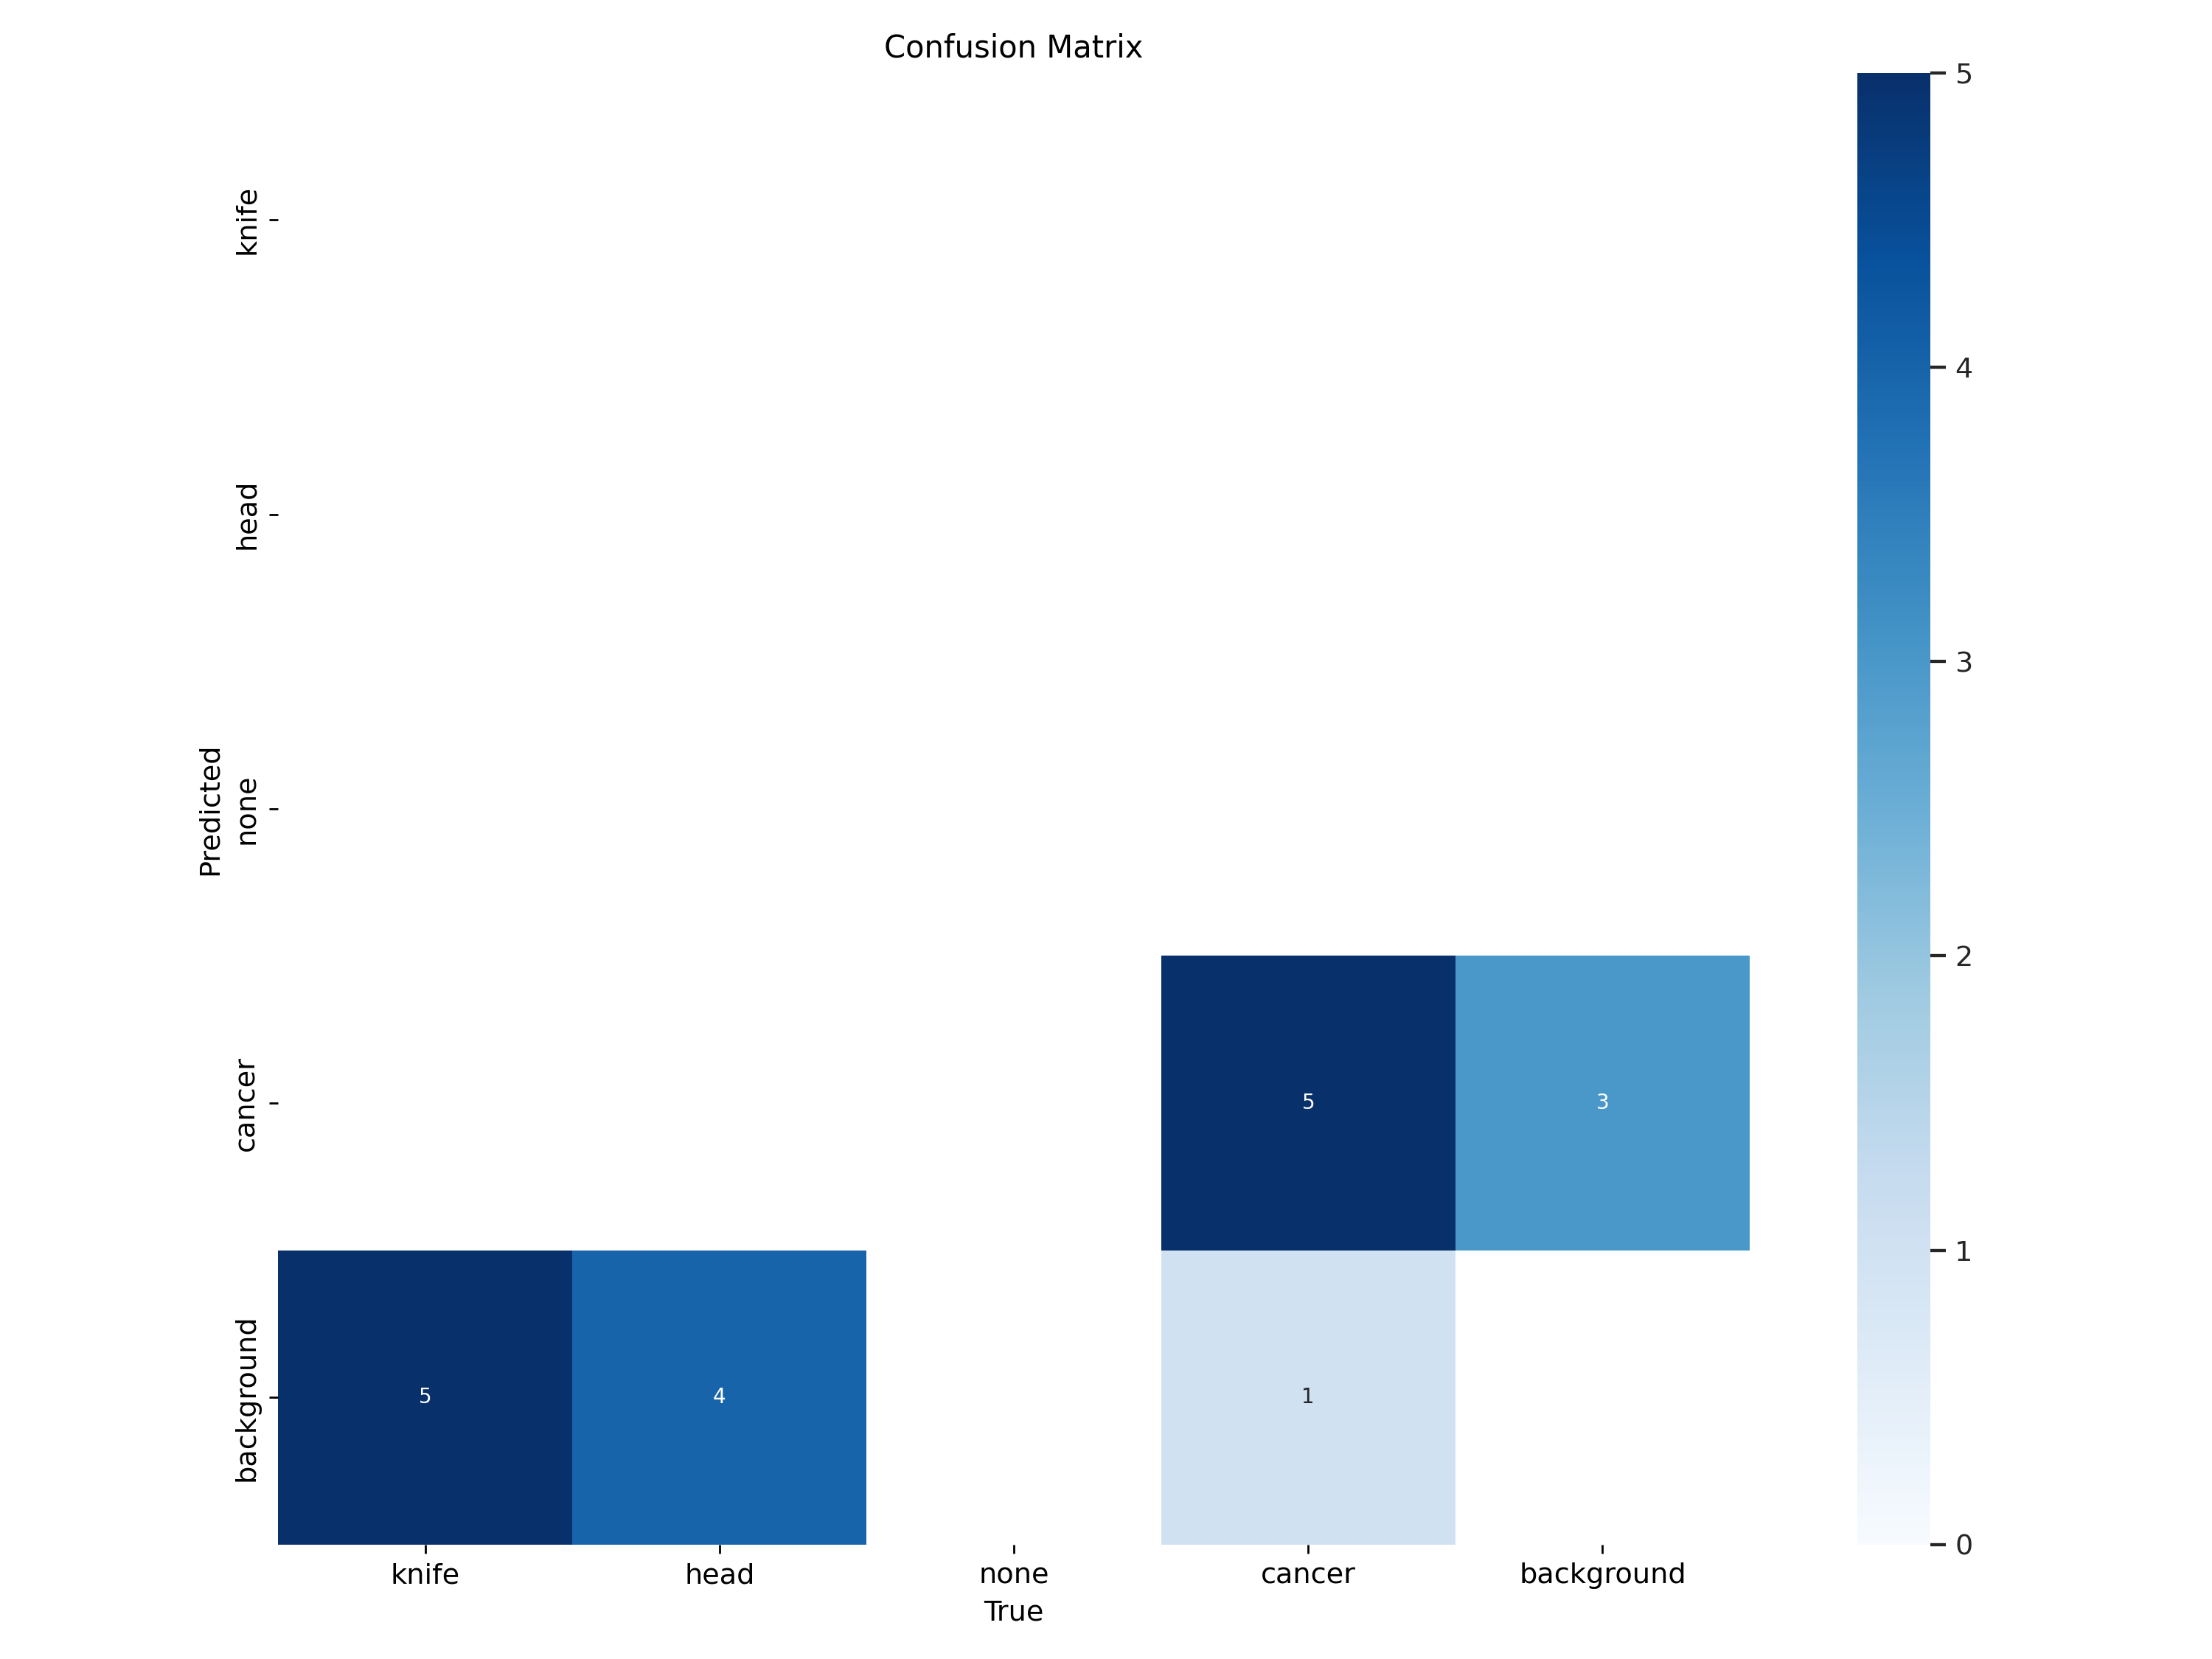 Confusion Matrix
5
4
3
2
1
0
Predicted
knife
head
none
cancer
background
5
3
5
4
1
knife
head
none
cancer
background
True